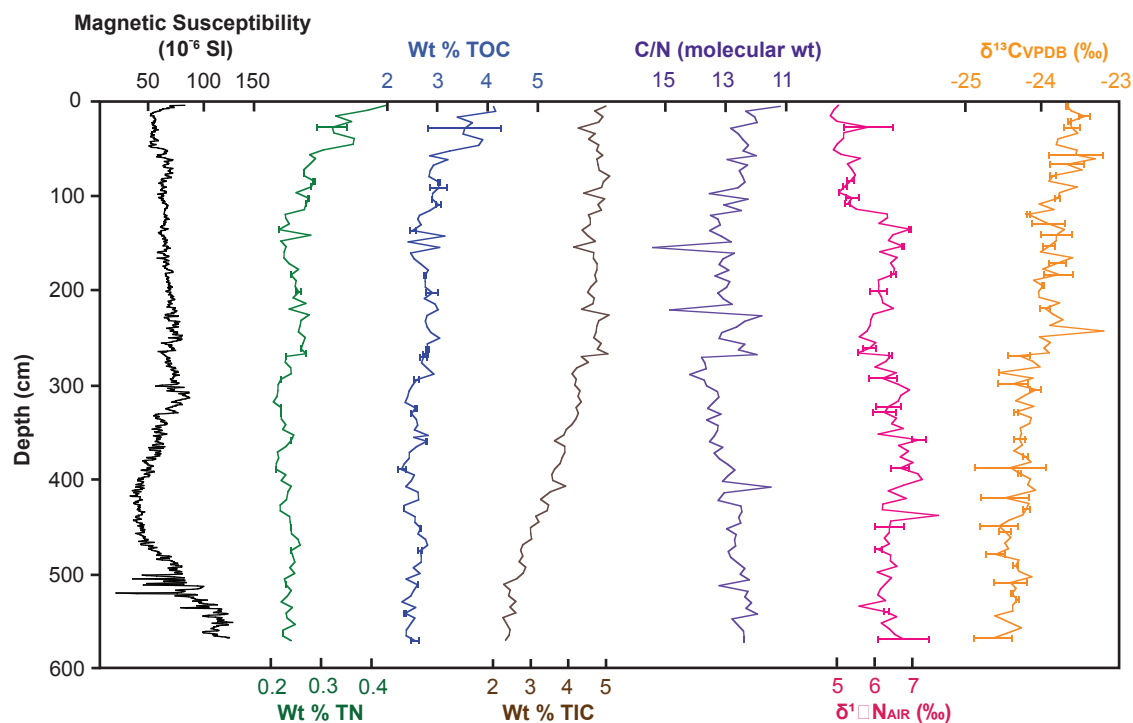 Magnetic Susceptibility
(10⁻⁶ SI)
Wt % TOC
C/N (molecular wt)
δ¹³CVPDB (‰)
50 100 150
2 3 4 5
15 13 11
-25 -24 -23
Depth (cm)
0
100
200
300
400
500
600
0.2 0.3 0.4
2 3 4 5
5 6 7
Wt % TN
Wt % TIC
δ¹□NAIR (‰)